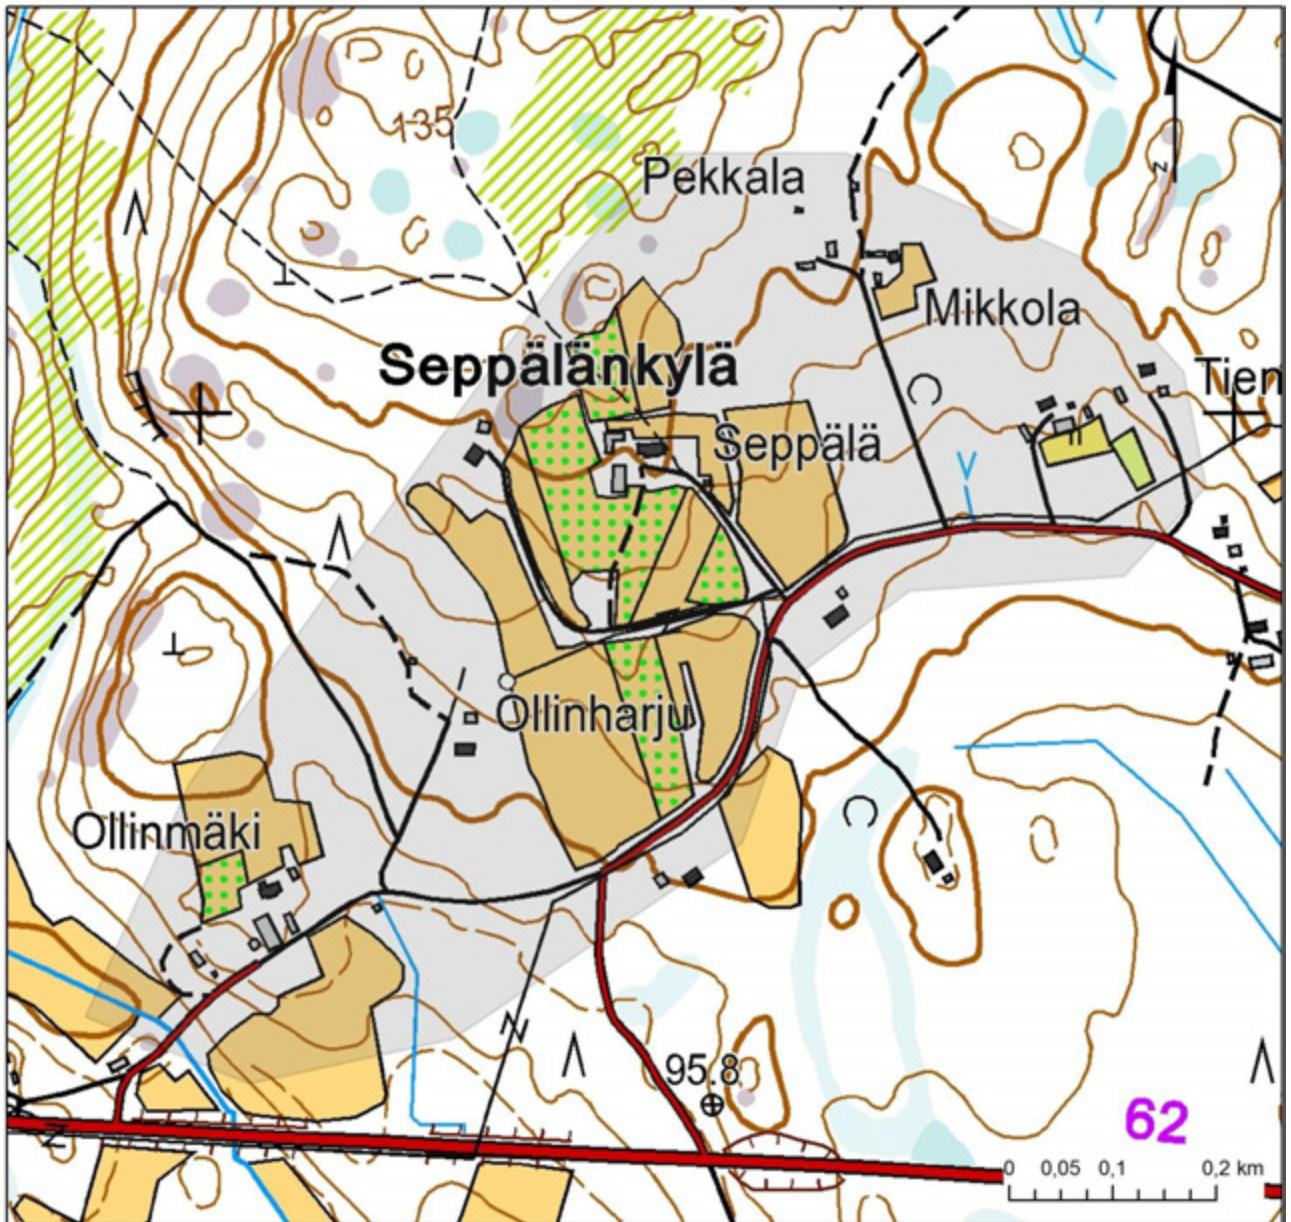 135
Pekkala
z
Mikkola
Seppälänkylä
Tien
Seppälä
Ollinharju
Ollinmäki
95.8
62
0 0,05 0,1 0,2 km